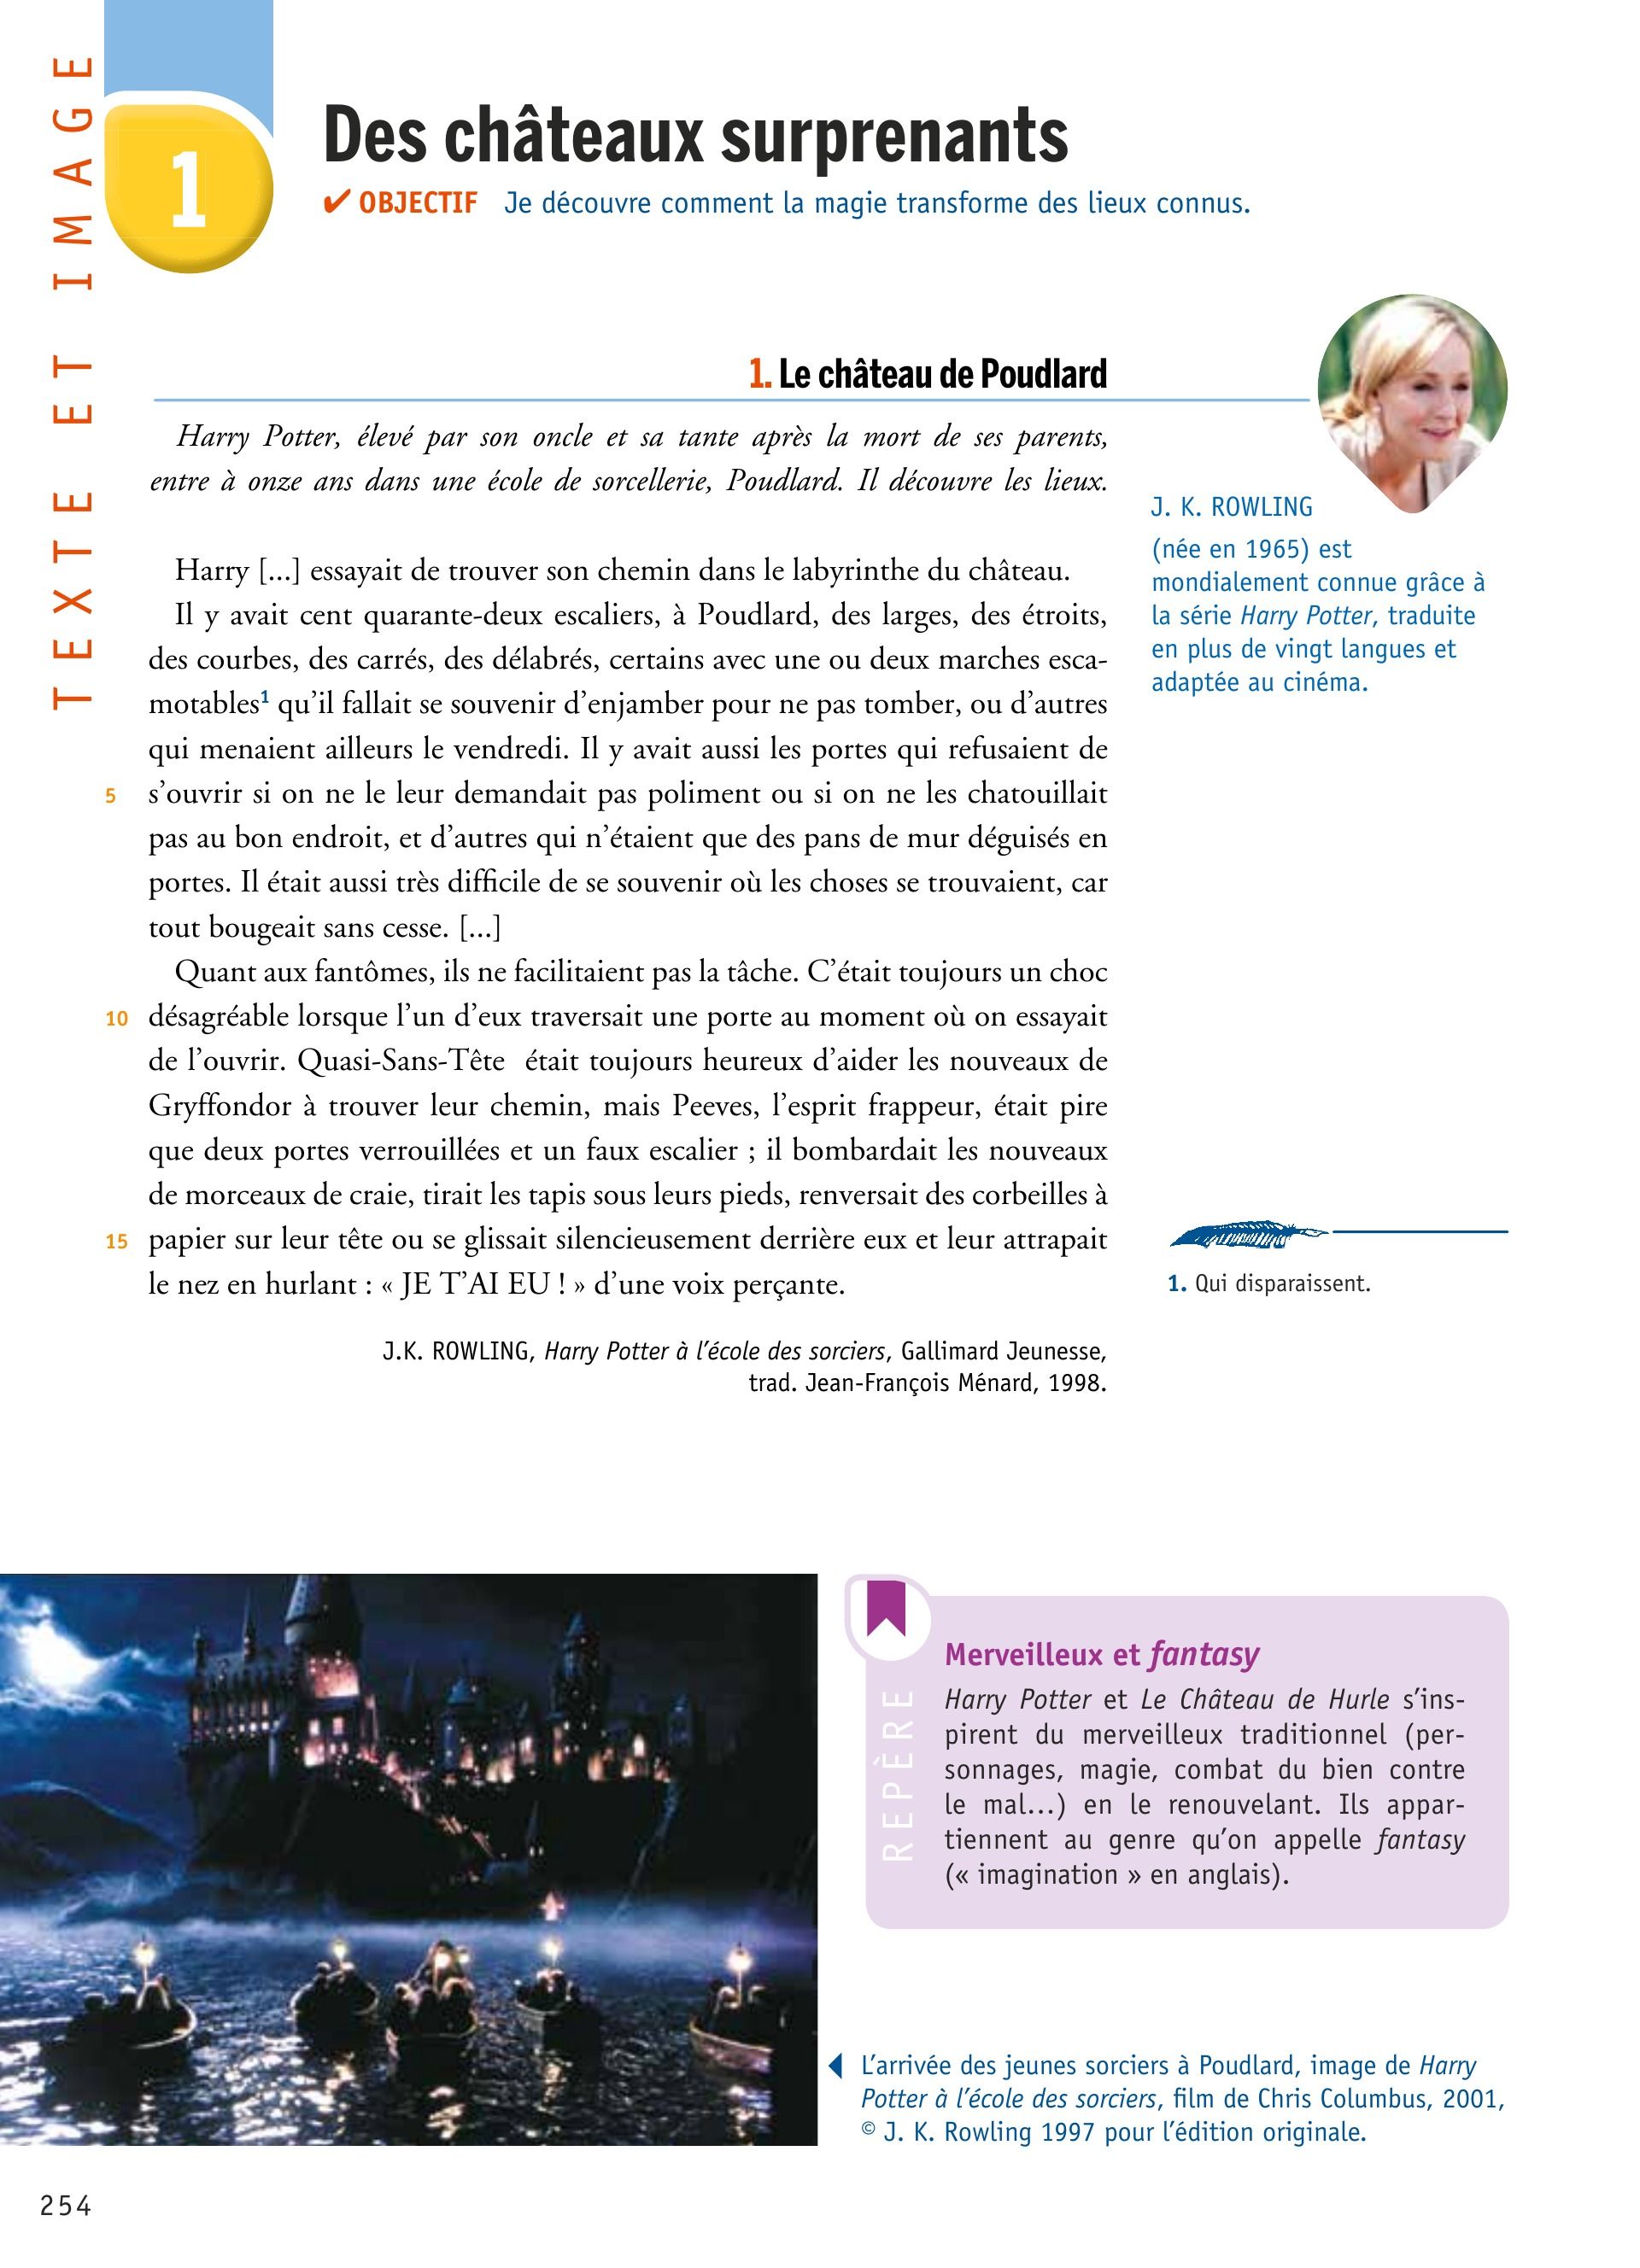 TEXTE ET IMAGE
1
Des châteaux surprenants
✔ OBJECTIF Je découvre comment la magie transforme des lieux connus.
1. Le château de Poudlard
Harry Potter, élevé par son oncle et sa tante après la mort de ses parents,
entre à onze ans dans une école de sorcellerie, Poudlard. Il découvre les lieux.
J. K. ROWLING
(née en 1965) est
mondialement connue grâce à
la série Harry Potter, traduite
en plus de vingt langues et
adaptée au cinéma.
Harry [...] essayait de trouver son chemin dans le labyrinthe du château.
Il y avait cent quarante-deux escaliers, à Poudlard, des larges, des étroits,
des courbes, des carrés, des délabrés, certains avec une ou deux marches esca-
motables1 qu'il fallait se souvenir d'enjamber pour ne pas tomber, ou d'autres
qui menaient ailleurs le vendredi. Il y avait aussi les portes qui refusaient de
5 s'ouvrir si on ne le leur demandait pas poliment ou si on ne les chatouillait
pas au bon endroit, et d'autres qui n'étaient que des pans de mur déguisés en
portes. Il était aussi très difficile de se souvenir où les choses se trouvaient, car
tout bougeait sans cesse. [...]
Quant aux fantômes, ils ne facilitaient pas la tâche. C'était toujours un choc
10 désagréable lorsque l'un d'eux traversait une porte au moment où on essayait
de l'ouvrir. Quasi-Sans-Tête était toujours heureux d'aider les nouveaux de
Gryffondor à trouver leur chemin, mais Peeves, l'esprit frappeur, était pire
que deux portes verrouillées et un faux escalier ; il bombardait les nouveaux
de morceaux de craie, tirait les tapis sous leurs pieds, renversait des corbeilles à
15 papier sur leur tête ou se glissait silencieusement derrière eux et leur attrapait
le nez en hurlant : « JE T'AI EU ! » d'une voix perçante.
1. Qui disparaissent.
J.K. ROWLING, Harry Potter à l'école des sorciers, Gallimard Jeunesse,
trad. Jean-François Ménard, 1998.
REPÈRE
Merveilleux et fantasy
Harry Potter et Le Château de Hurle s'ins-
pirent du merveilleux traditionnel (per-
sonnages, magie, combat du bien contre
le mal...) en le renouvelant. Ils appar-
tiennent au genre qu'on appelle fantasy
(« imagination » en anglais).
L'arrivée des jeunes sorciers à Poudlard, image de Harry
Potter à l'école des sorciers, film de Chris Columbus, 2001,
© J. K. Rowling 1997 pour l'édition originale.
254